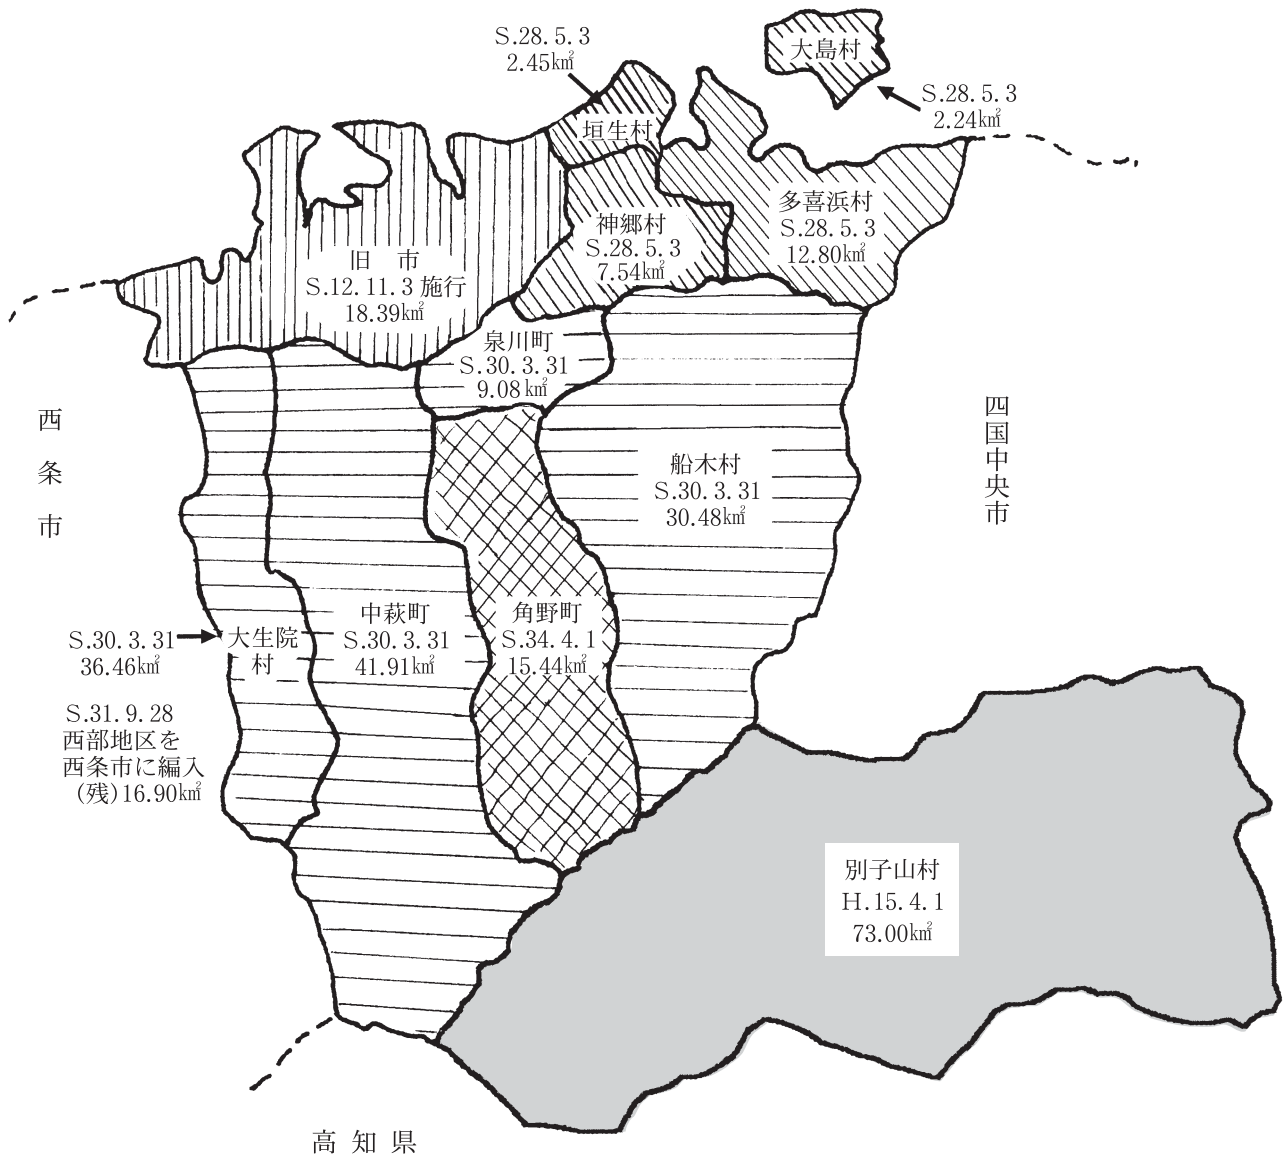 S.28.5.3
2.45k㎡
大島村
S.28.5.3
2.24k㎡
垣生村
多喜浜村
S.28.5.3
12.80k㎡
神郷村
S.28.5.3
7.54k㎡
旧 市
S.12.11.3 施行
18.39k㎡
泉川町
S.30.3.31
9.08k㎡
西条市
四国中央市
船木村
S.30.3.31
30.48k㎡
中萩町
S.30.3.31
41.91k㎡
角野町
S.34.4.1
15.44k㎡
S.30.3.31
36.46k㎡
大生院
村
S.31.9.28
西部地区を
西条市に編入
(残)16.90k㎡
別子山村
H.15.4.1
73.00k㎡
高知県